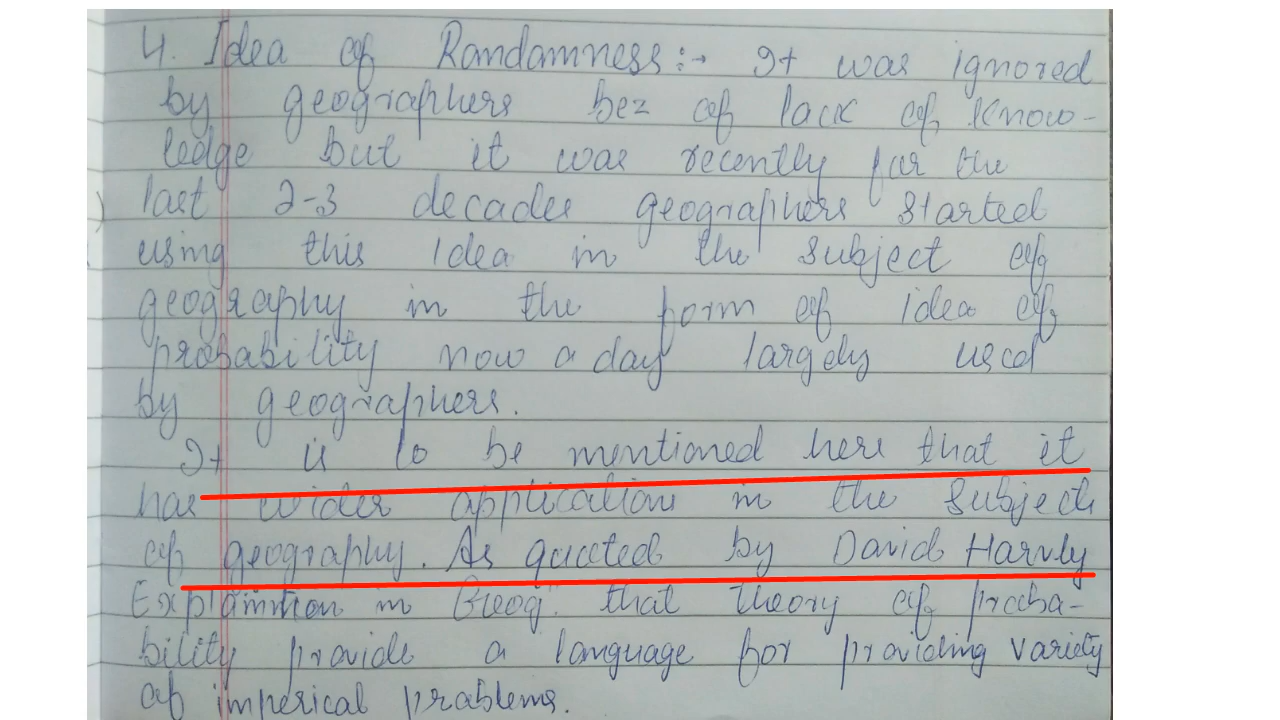 4. Idea of Randamness:→ It was ignored
by geographers bez of lack of know-
ledge but it was recently for the
last 2-3 decades geographers started
using this Idea in the subject of
geography in the form of idea of
probability now a day largely used
by geographers.
It is to be mentioned here that it
has wider application in the subject
of geography. As quoted by David Harvly
in Geog. that theory of proba-
bility provide a language for providing variety
of imperical problems.